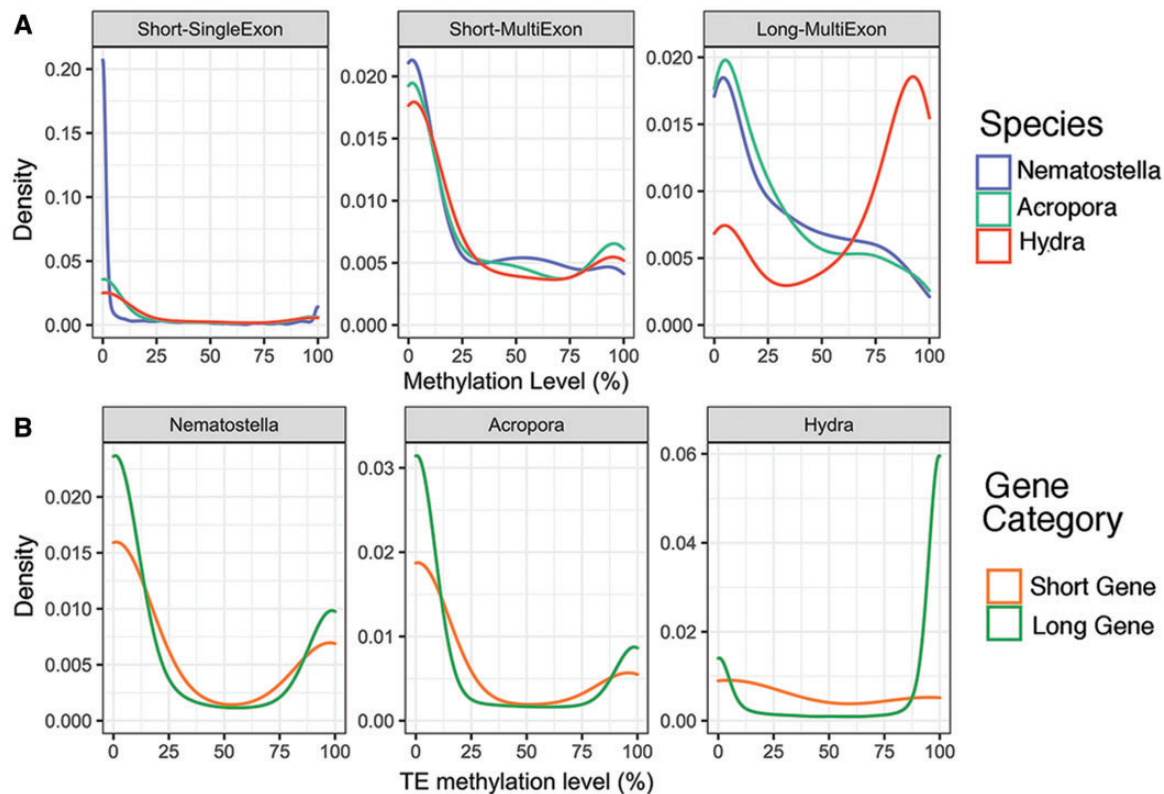 A
Short-SingleExon
Short-MultiExon
Long-MultiExon
Density
0.20
0.15
0.10
0.05
0.00
0.020
0.015
0.010
0.005
0.000
0.020
0.015
0.010
0.005
0.000
0 25 50 75 100
0 25 50 75 100
0 25 50 75 100
Methylation Level (%)
Species
Nematostella
Acropora
Hydra
B
Nematostella
Acropora
Hydra
Density
0.020
0.015
0.010
0.005
0.000
0.03
0.02
0.01
0.00
0.06
0.04
0.02
0.00
0 25 50 75 100
0 25 50 75 100
0 25 50 75 100
TE methylation level (%)
Gene
Category
Short Gene
Long Gene